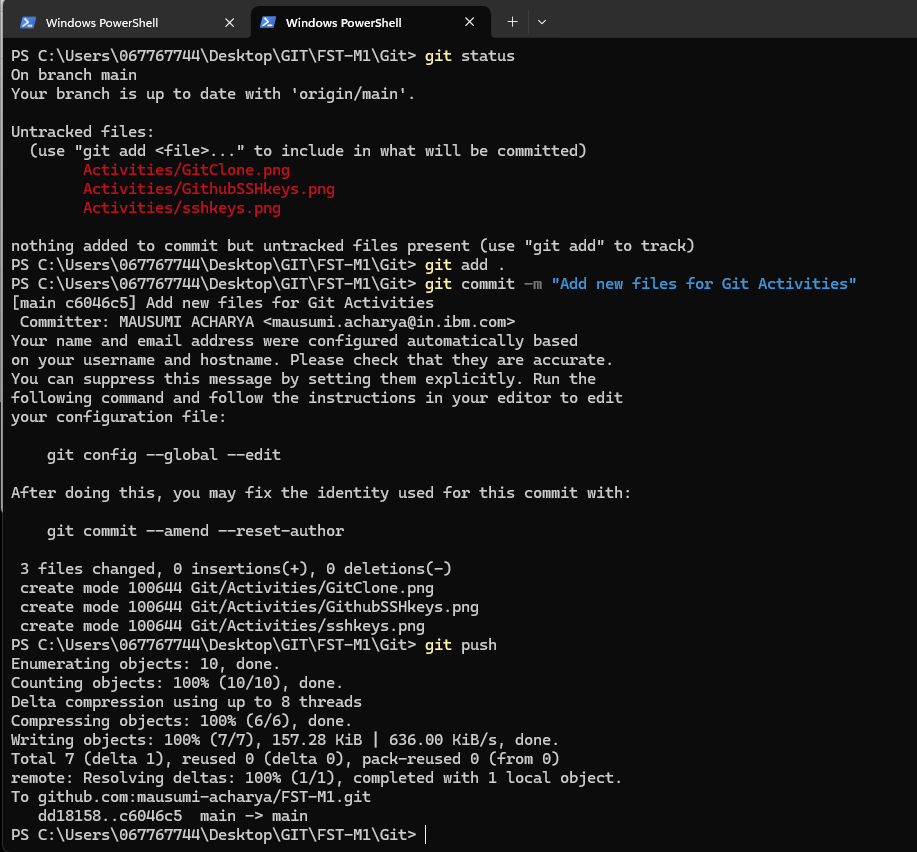 Windows PowerShell
Windows PowerShell
PS C:\Users\067767744\Desktop\GIT\FST-M1\Git> git status
On branch main
Your branch is up to date with 'origin/main'.
Untracked files:
  (use "git add <file>..." to include in what will be committed)
        Activities/GitClone.png
        Activities/GithubSSHkeys.png
        Activities/sshkeys.png
nothing added to commit but untracked files present (use "git add" to track)
PS C:\Users\067767744\Desktop\GIT\FST-M1\Git> git add .
PS C:\Users\067767744\Desktop\GIT\FST-M1\Git> git commit -m "Add new files for Git Activities"
[main c6046c5] Add new files for Git Activities
 Committer: MAUSUMI ACHARYA <mausumi.acharya@in.ibm.com>
Your name and email address were configured automatically based
on your username and hostname. Please check that they are accurate.
You can suppress this message by setting them explicitly. Run the
following command and follow the instructions in your editor to edit
your configuration file:
    git config --global --edit
After doing this, you may fix the identity used for this commit with:
    git commit --amend --reset-author
 3 files changed, 0 insertions(+), 0 deletions(-)
 create mode 100644 Git/Activities/GitClone.png
 create mode 100644 Git/Activities/GithubSSHkeys.png
 create mode 100644 Git/Activities/sshkeys.png
PS C:\Users\067767744\Desktop\GIT\FST-M1\Git> git push
Enumerating objects: 10, done.
Counting objects: 100% (10/10), done.
Delta compression using up to 8 threads
Compressing objects: 100% (6/6), done.
Writing objects: 100% (7/7), 157.28 KiB | 636.00 KiB/s, done.
Total 7 (delta 1), reused 0 (delta 0), pack-reused 0 (from 0)
remote: Resolving deltas: 100% (1/1), completed with 1 local object.
To github.com:mausumi-acharya/FST-M1.git
   dd18158..c6046c5  main -> main
PS C:\Users\067767744\Desktop\GIT\FST-M1\Git>